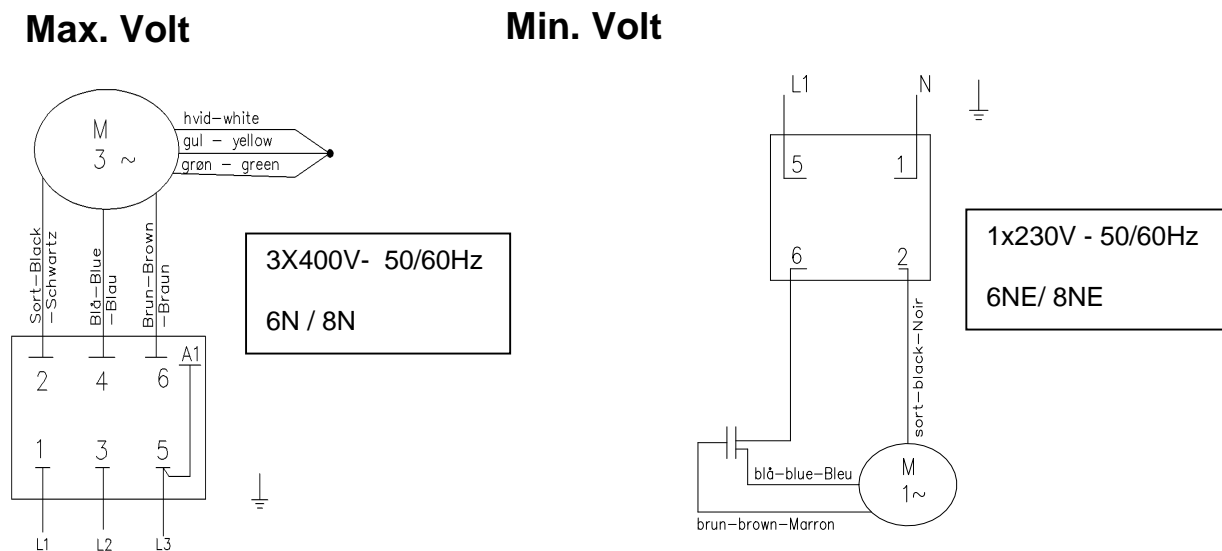 Max. Volt
M
3 ~
hvid-white
gul - yellow
grøn - green
Sort-Black
-Schwartz
Blå-Blue
-Blau
Brun-Brown
-Braun
3X400V- 50/60Hz
6N / 8N
A1
2 4 6
1 3 5
L1 L2 L3
Min. Volt
L1 N
5 1
6 2
1x230V - 50/60Hz
6NE/ 8NE
sort-black-Noir
blå-blue-Bleu
M
1~
brun-brown-Marron